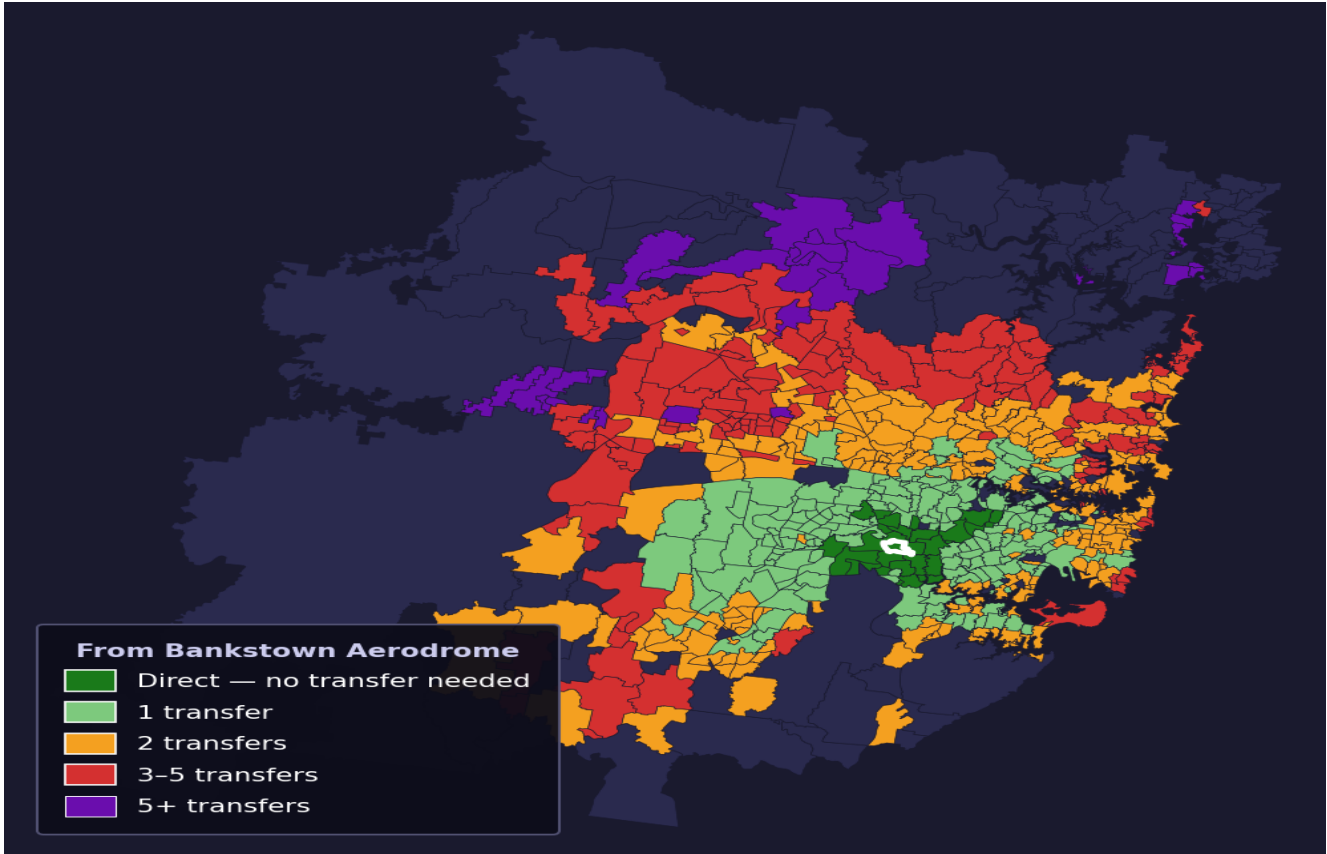 From Bankstown Aerodrome
Direct — no transfer needed
1 transfer
2 transfers
3–5 transfers
5+ transfers